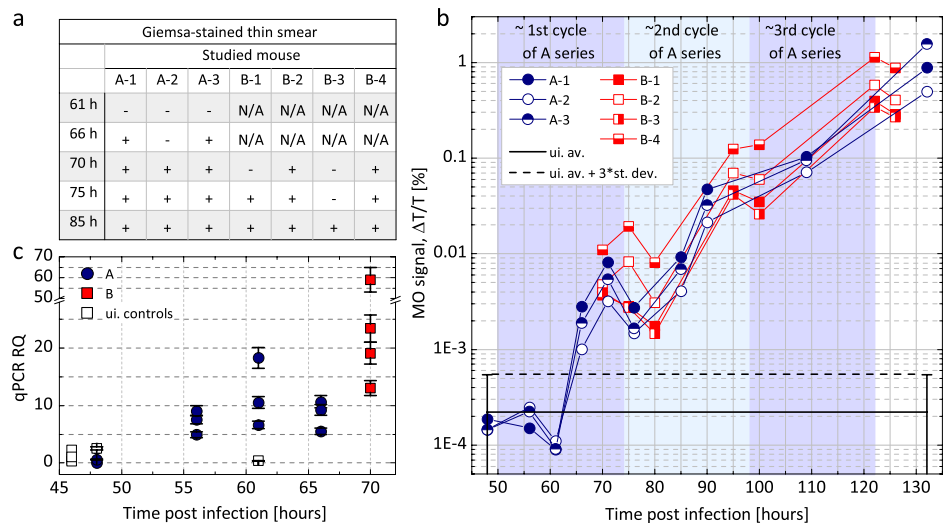 a
Giemsa-stained thin smear
Studied mouse
A-1 A-2 A-3 B-1 B-2 B-3 B-4
61 h - - - N/A N/A N/A N/A
66 h + - + N/A N/A N/A N/A
70 h + + + - + - +
75 h + + + + + - +
85 h + + + + + + +
c
60
50
20
10
0
qPCR RQ
A
B
ui. controls
45 50 55 60 65 70
Time post infection [hours]
b
~ 1st cycle of A series
~2nd cycle of A series
~3rd cycle of A series
A-1 B-1
A-2 B-2
A-3 B-3
B-4
ui. av.
ui. av. + 3*st. dev.
1
0.1
0.01
1E-3
1E-4
MO signal, ΔT/T [%]
50 60 70 80 90 100 110 120 130
Time post infection [hours]